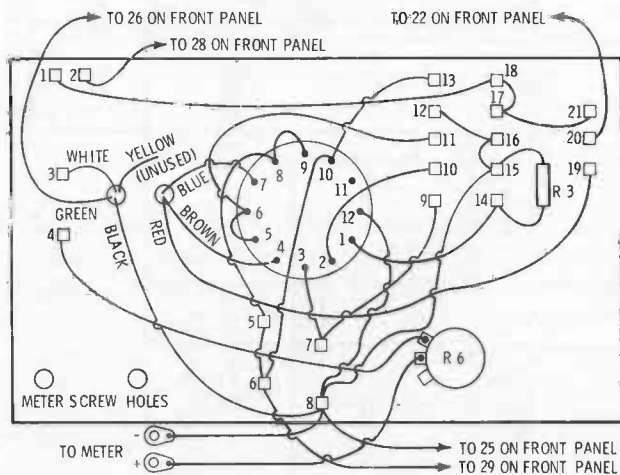 TO 26 ON FRONT PANEL
TO 22 ON FRONT PANEL
TO 28 ON FRONT PANEL
1
2
13
18
17
12
21
YELLOW
(UNUSED)
WHITE
3
9
10
11
16
20
8
7
BLUE
11
10
15
19
R 3
GREEN
4
BLACK
RED
BROWN
6
5
4
3
2
1
12
9
14
5
7
6
R 6
8
METER SCREW HOLES
-
TO METER
+
TO 25 ON FRONT PANEL
TO 29 ON FRONT PANEL